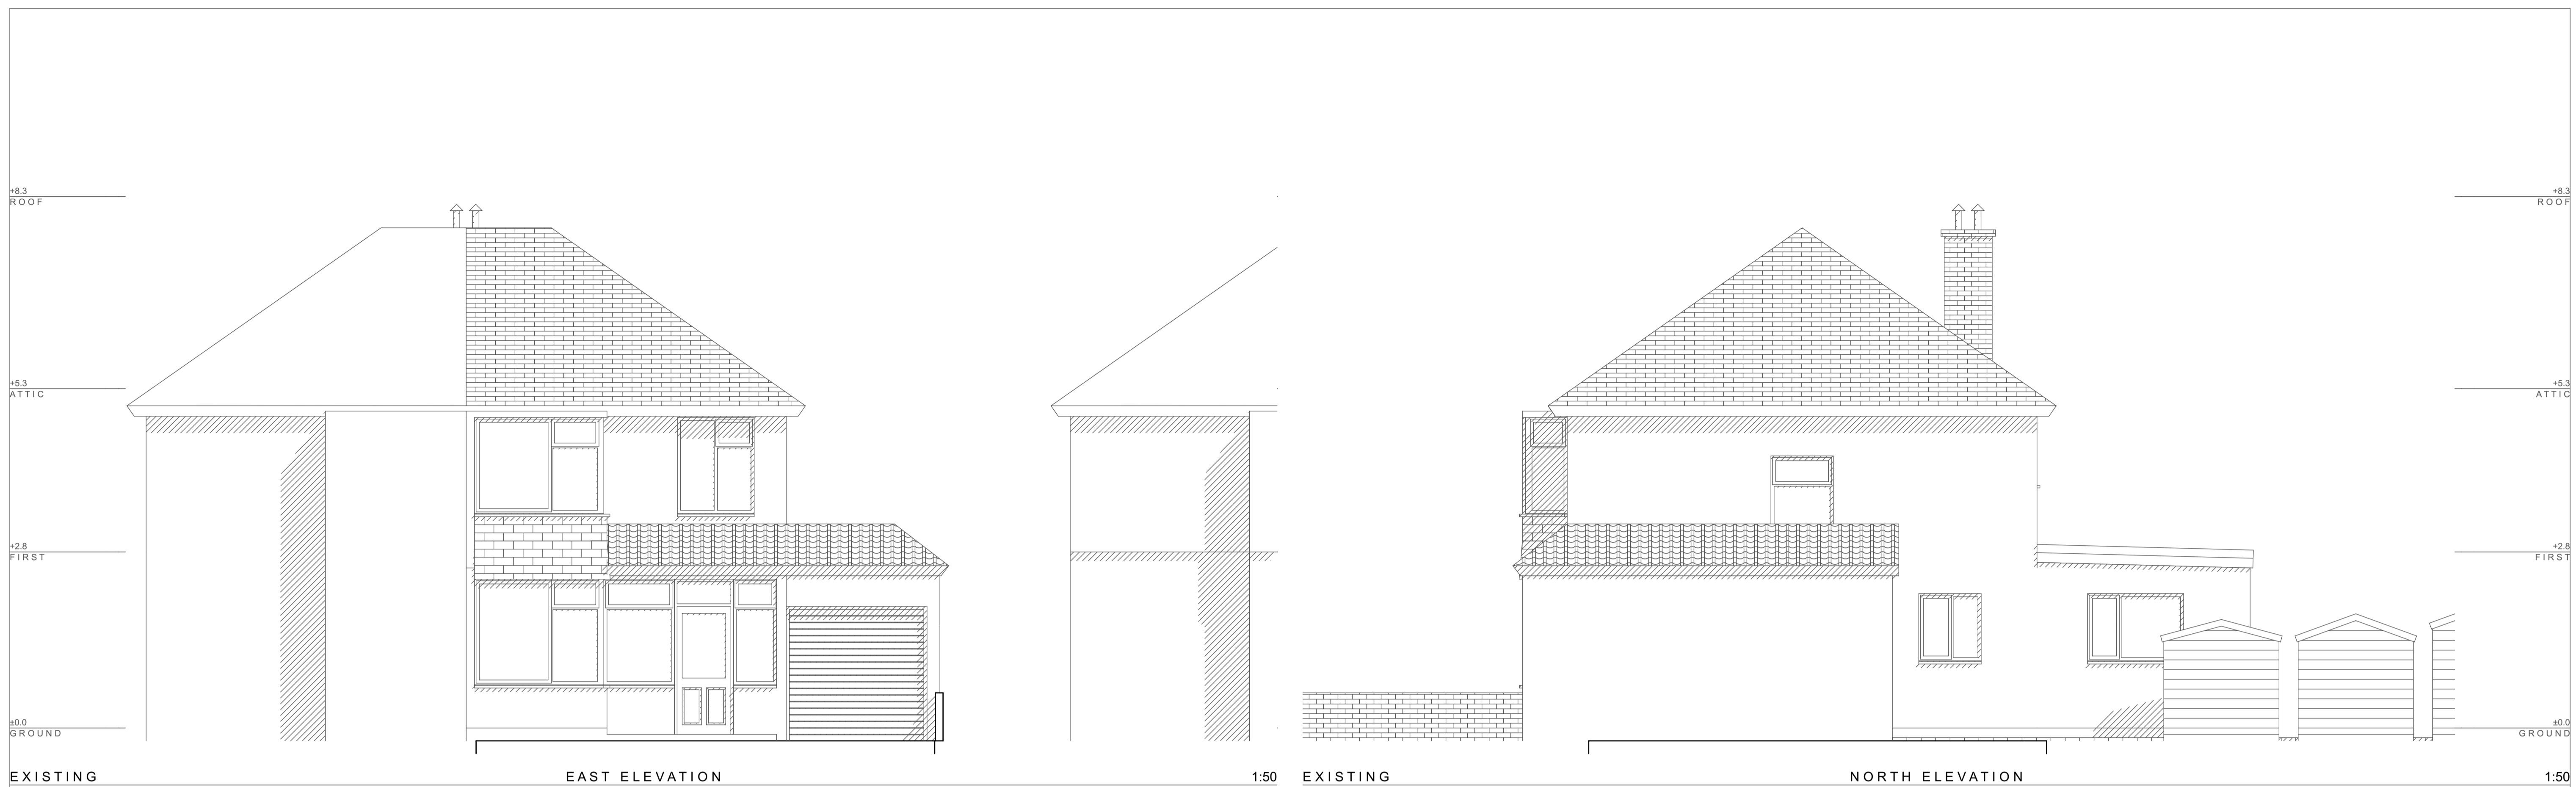 +8.3
ROOF
+5.3
ATTIC
+2.8
FIRST
±0.0
GROUND
EXISTING
EAST ELEVATION
1:50
+8.3
ROOF
+5.3
ATTIC
+2.8
FIRST
±0.0
GROUND
EXISTING
NORTH ELEVATION
1:50